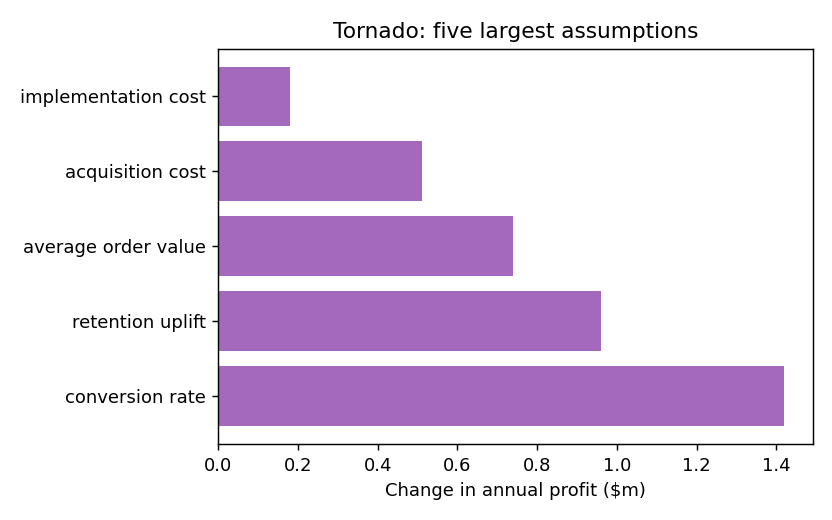 Tornado: five largest assumptions
implementation cost
acquisition cost
average order value
retention uplift
conversion rate
0.0 0.2 0.4 0.6 0.8 1.0 1.2 1.4
Change in annual profit ($m)